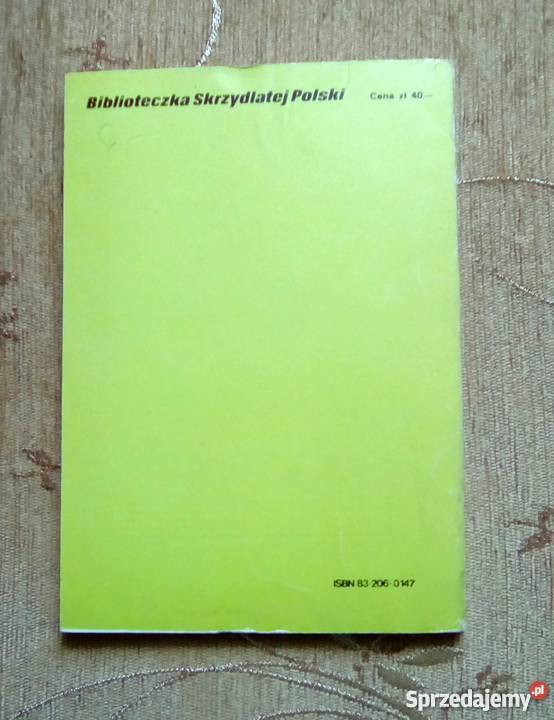 Biblioteczka Skrzydlatej Polski
Cena zł 40,—
ISBN 83-206-0147
Sprzedajemy.pl